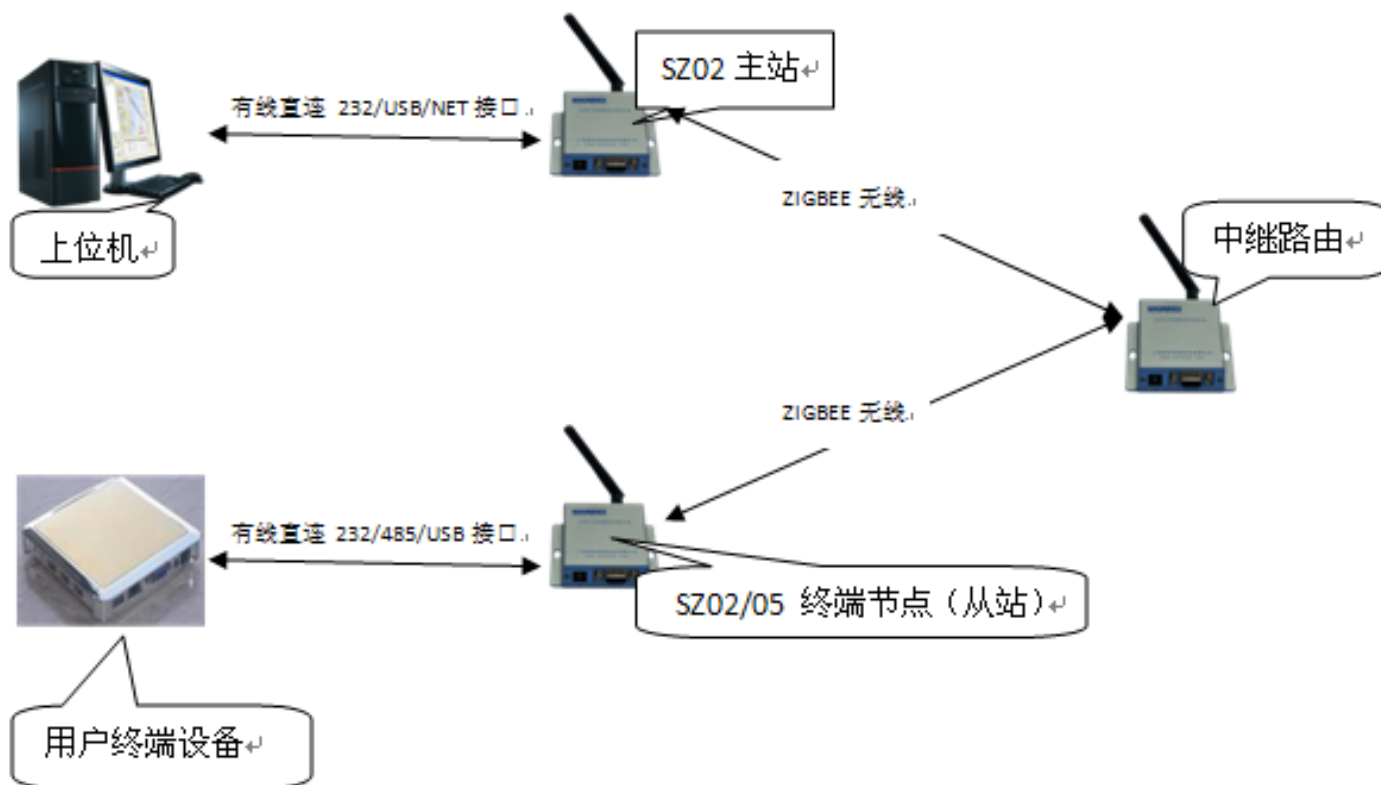 SZ02 主站↵
有线直连 232/USB/NET 接口↓
ZIGBEE 无线↓
上位机↵
中继路由↵
ZIGBEE 无线↓
有线直连 232/485/USB 接口↓
SZ02/05 终端节点（从站）↵
用户终端设备↵